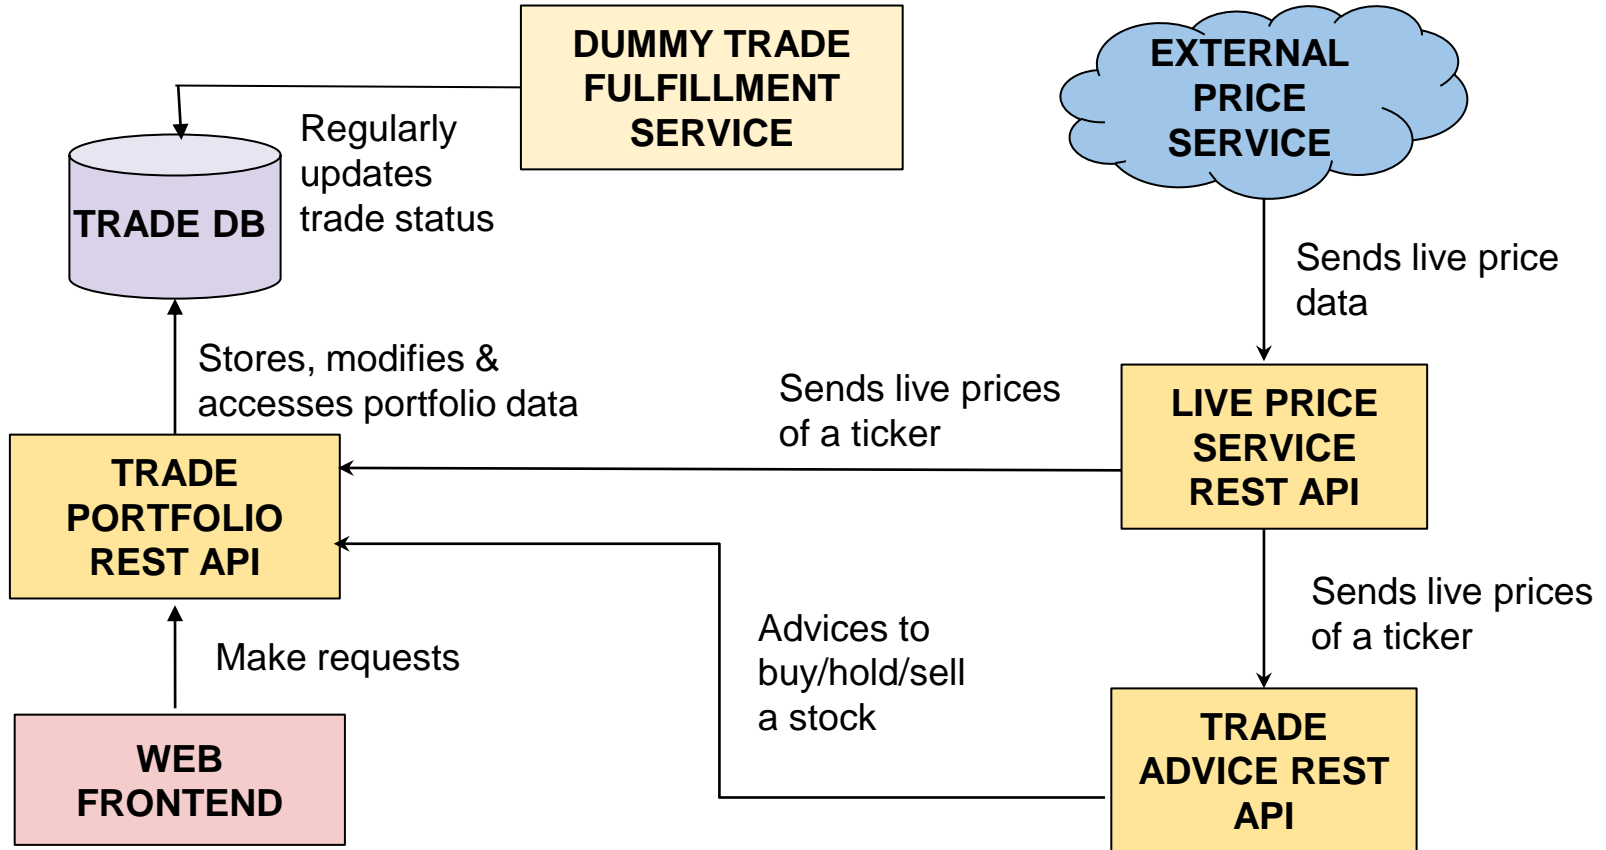 DUMMY TRADE
FULFILLMENT
SERVICE
EXTERNAL
PRICE
SERVICE
Regularly
updates
trade status
TRADE DB
Sends live price
data
Stores, modifies &
accesses portfolio data
Sends live prices
of a ticker
LIVE PRICE
SERVICE
REST API
TRADE
PORTFOLIO
REST API
Sends live prices
of a ticker
Advices to
buy/hold/sell
a stock
Make requests
WEB
FRONTEND
TRADE
ADVICE REST
API